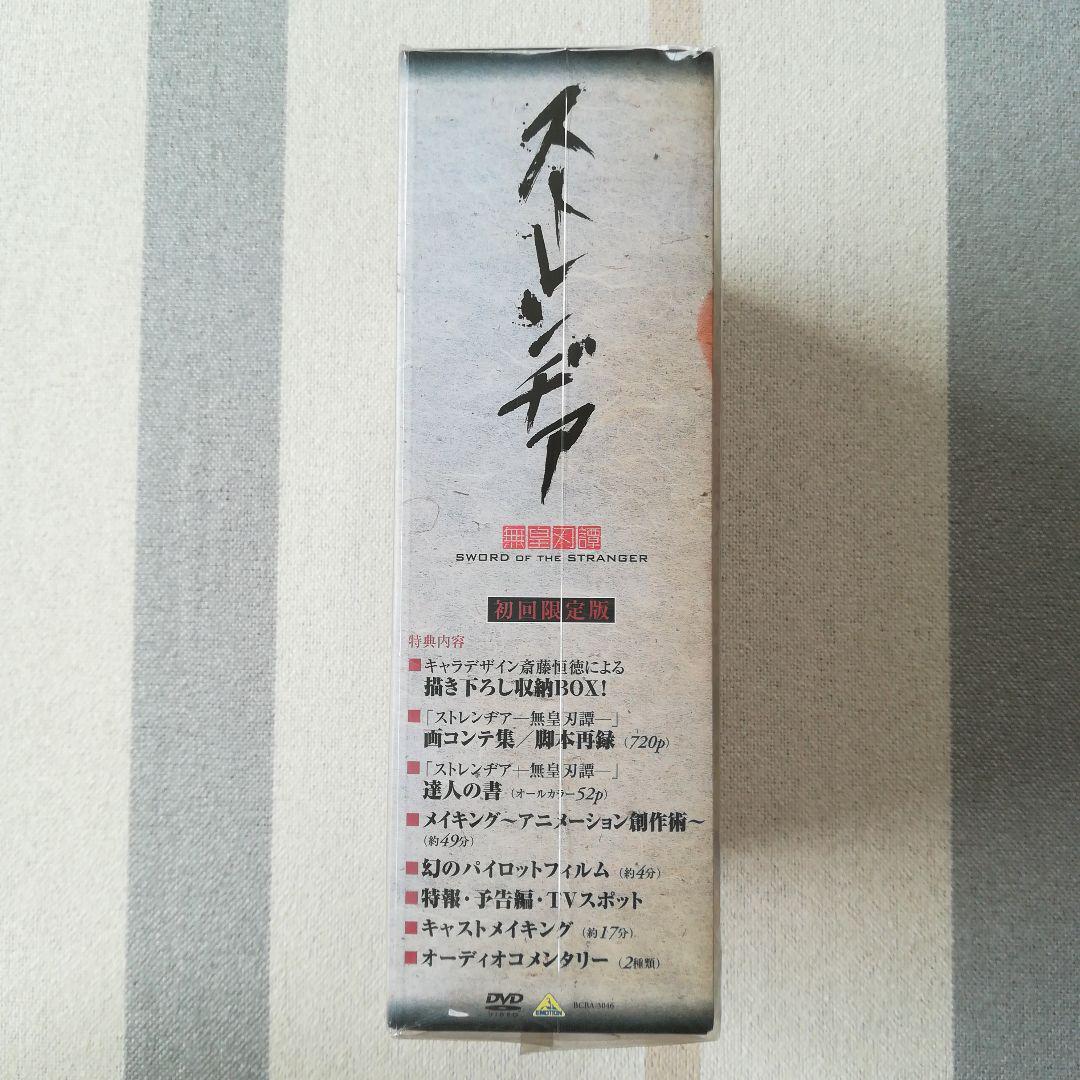 ストレンヂア
無皇刃譚
SWORD OF THE STRANGER
初回限定版
特典内容
■キャラデザイン斎藤恒徳による
描き下ろし収納BOX!
■「ストレンヂア―無皇刃譚―」
画コンテ集/脚本再録(720p)
■「ストレンヂア―無皇刃譚―」
達人の書(オールカラー52p)
■メイキング〜アニメーション創作術〜
(約49分)
■幻のパイロットフィルム(約4分)
■特報・予告編・TVスポット
■キャストメイキング(約17分)
■オーディオコメンタリー(2種類)
DVD VIDEO EMOTION BCBA-3046